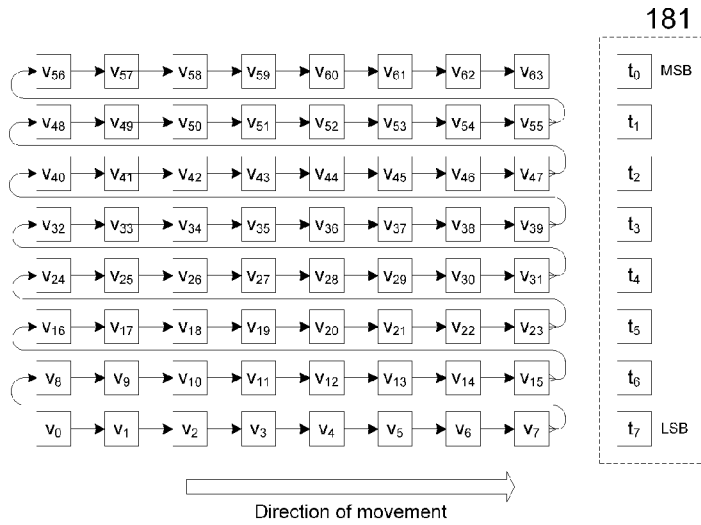 181
V56 V57 V58 V59 V60 V61 V62 V63 t0 MSB
V48 V49 V50 V51 V52 V53 V54 V55 t1
V40 V41 V42 V43 V44 V45 V46 V47 t2
V32 V33 V34 V35 V36 V37 V38 V39 t3
V24 V25 V26 V27 V28 V29 V30 V31 t4
V16 V17 V18 V19 V20 V21 V22 V23 t5
V8 V9 V10 V11 V12 V13 V14 V15 t6
V0 V1 V2 V3 V4 V5 V6 V7 t7 LSB
Direction of movement